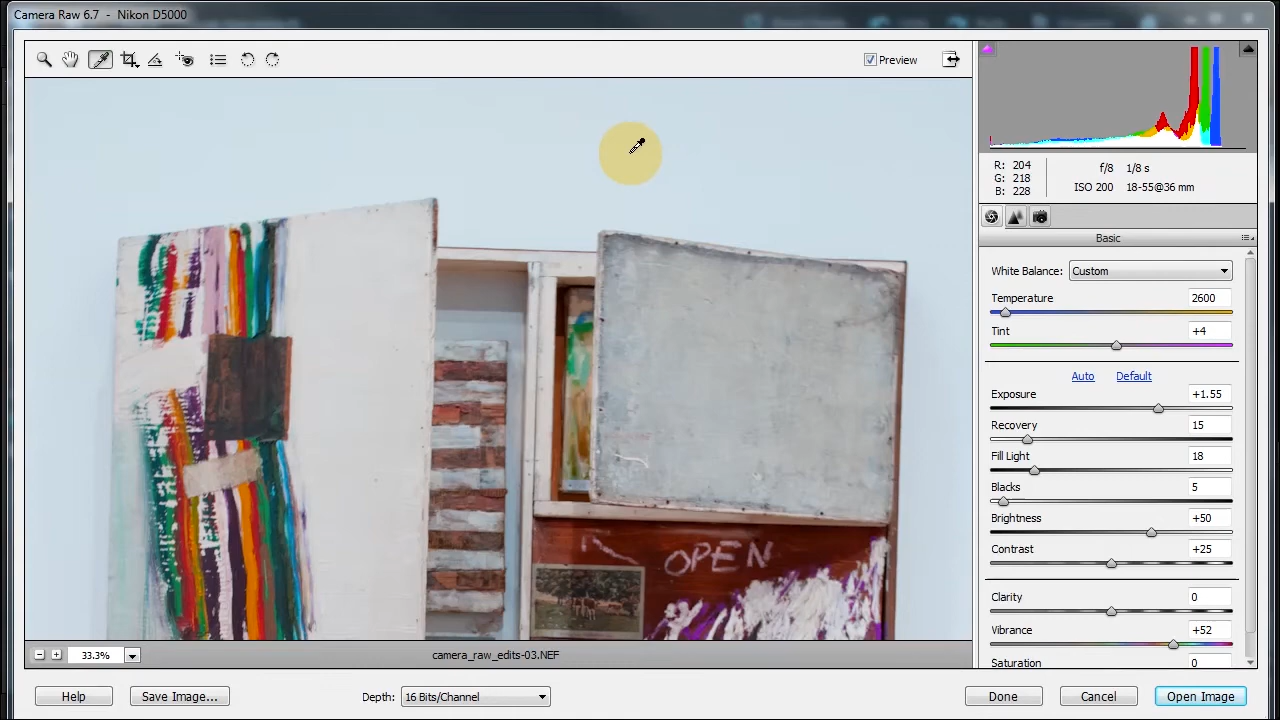 Camera Raw 6.7 - Nikon D5000
Preview
R: 204
G: 218
B: 228
f/8 1/8 s
ISO 200 18-55@36 mm
Basic
White Balance: Custom
Temperature 2600
Tint +4
Auto Default
Exposure +1.55
Recovery 15
Fill Light 18
Blacks 5
Brightness +50
Contrast +25
Clarity 0
Vibrance +52
Saturation 0
OPEN
33.3% camera_raw_edits-03.NEF
Help Save Image... Depth: 16 Bits/Channel Done Cancel Open Image